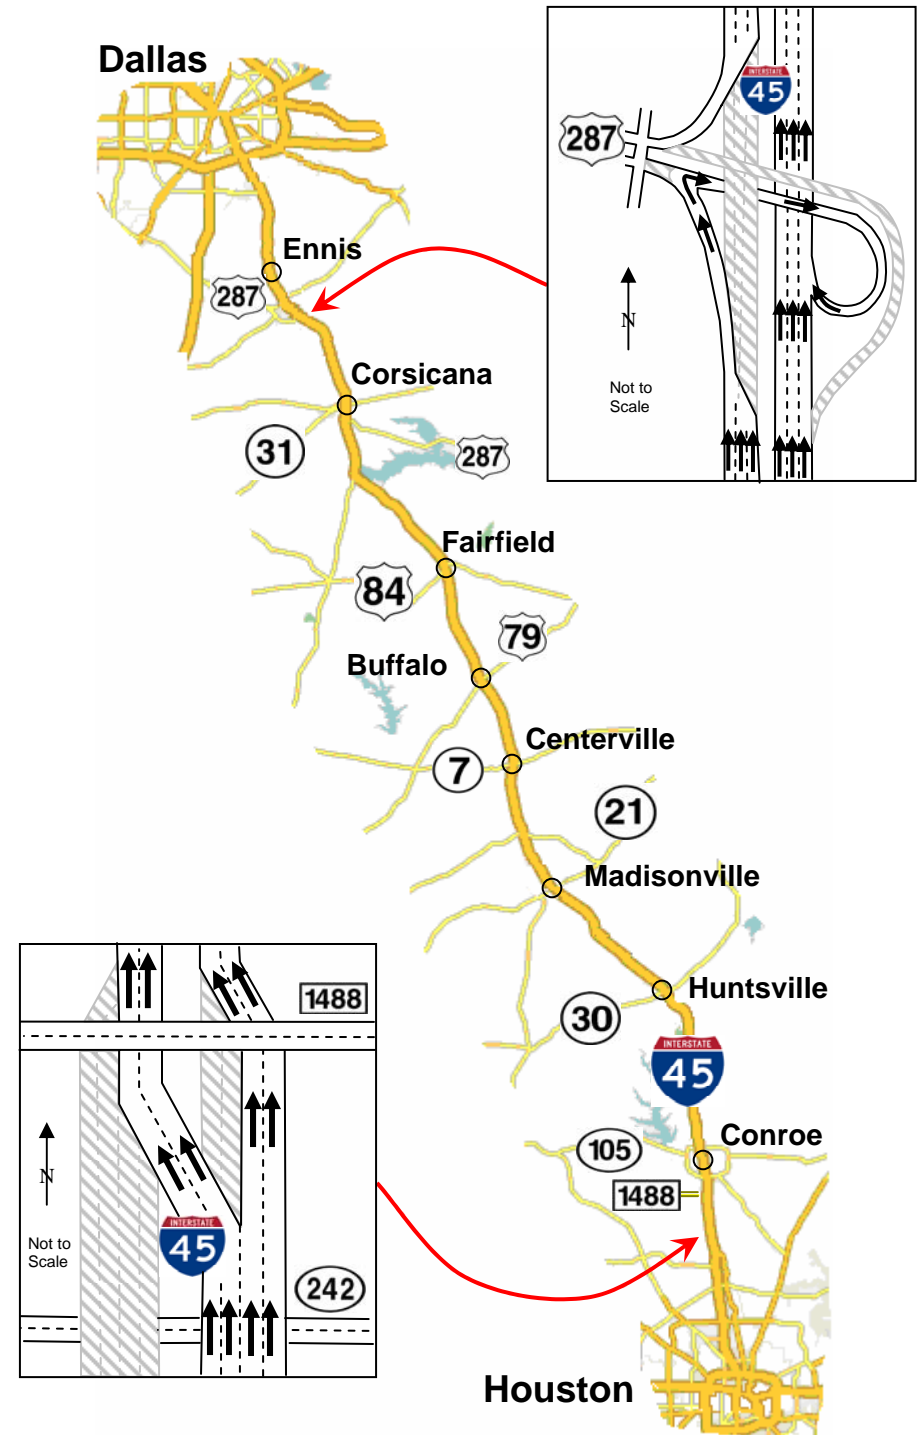 Dallas
INTERSTATE
45
287
N
Not to
Scale
Ennis
287
Corsicana
31
287
Fairfield
84
79
Buffalo
Centerville
7
21
Madisonville
Huntsville
30
INTERSTATE
45
Conroe
105
1488
1488
N
Not to
Scale
INTERSTATE
45
242
Houston